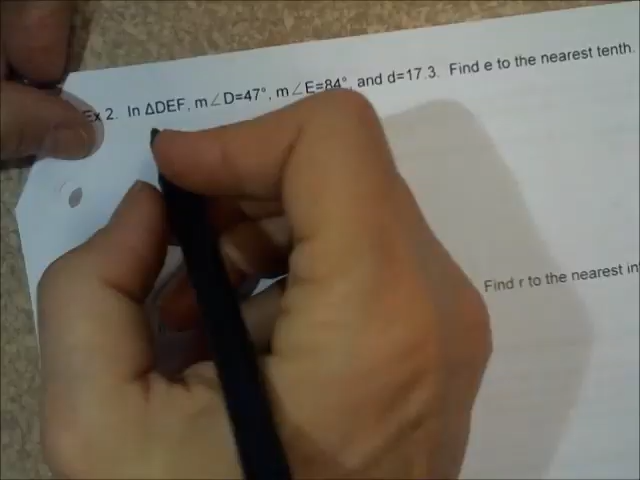 Ex 2. In ΔDEF, m∠D=47°, m∠E=84°, and d=17.3. Find e to the nearest tenth.
Find r to the nearest